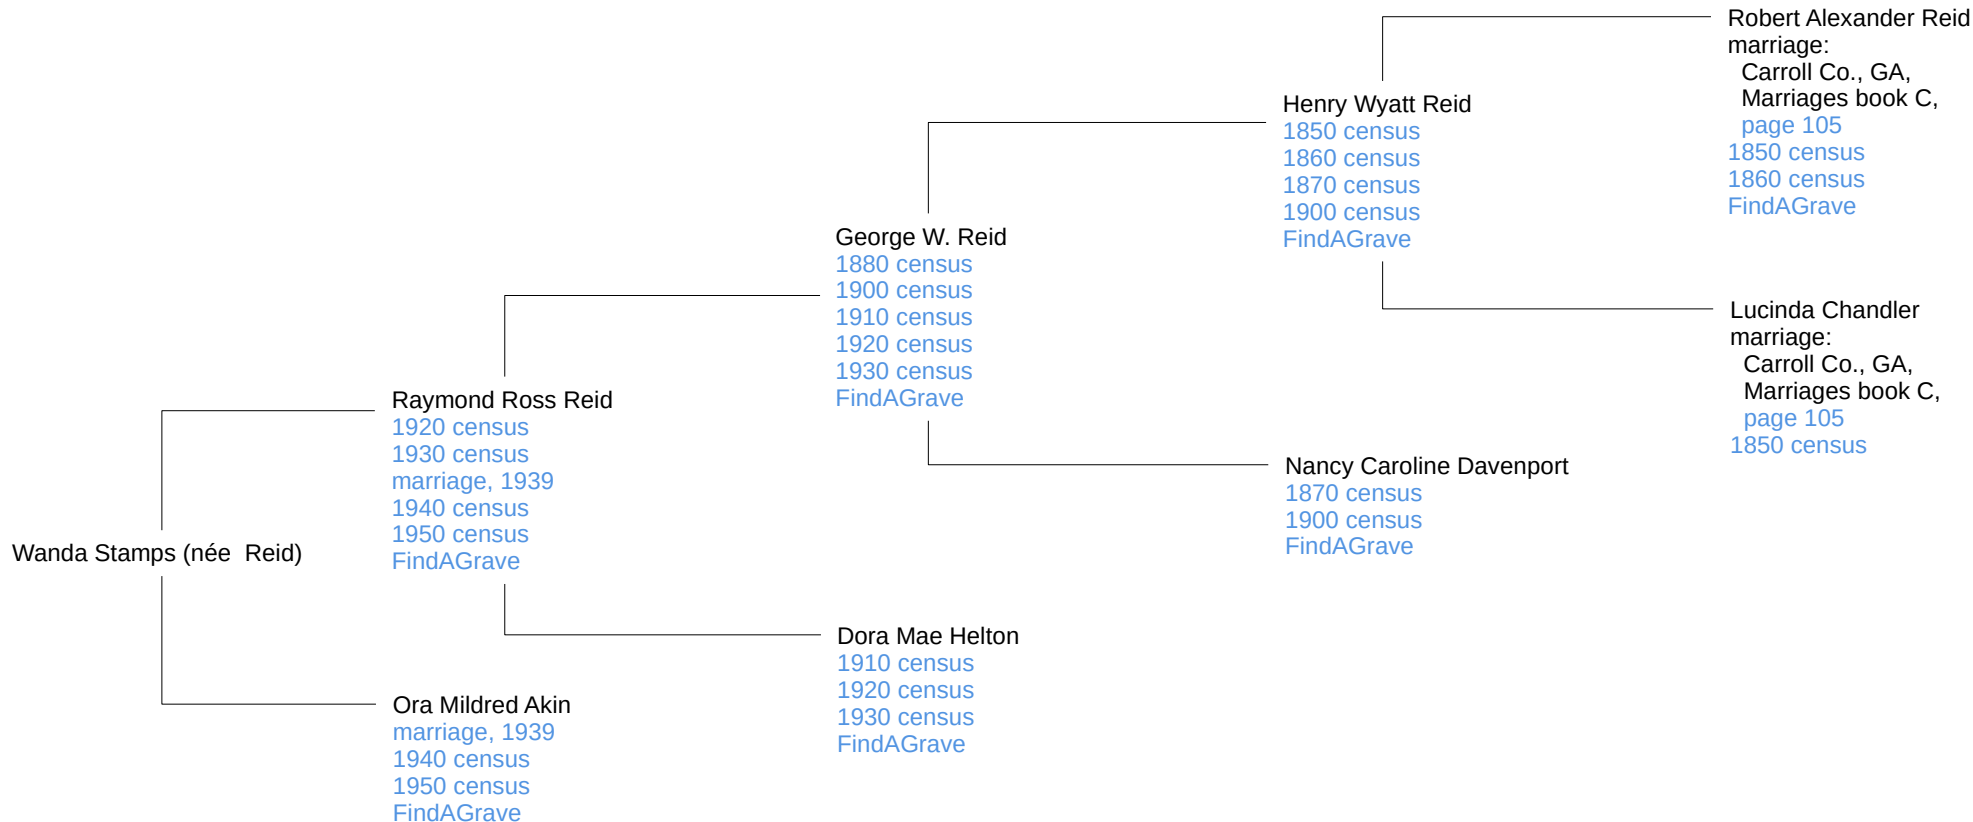 Wanda Stamps (née  Reid)
Raymond Ross Reid
1920 census
1930 census
marriage, 1939
1940 census
1950 census
FindAGrave
Ora Mildred Akin
marriage, 1939
1940 census
1950 census
FindAGrave
George W. Reid
1880 census
1900 census
1910 census
1920 census
1930 census
FindAGrave
Dora Mae Helton
1910 census
1920 census
1930 census
FindAGrave
Henry Wyatt Reid
1850 census
1860 census
1870 census
1900 census
FindAGrave
Nancy Caroline Davenport
1870 census
1900 census
FindAGrave
Robert Alexander Reid
marriage:
Carroll Co., GA,
Marriages book C,
page 105
1850 census
1860 census
FindAGrave
Lucinda Chandler
marriage:
Carroll Co., GA,
Marriages book C,
page 105
1850 census